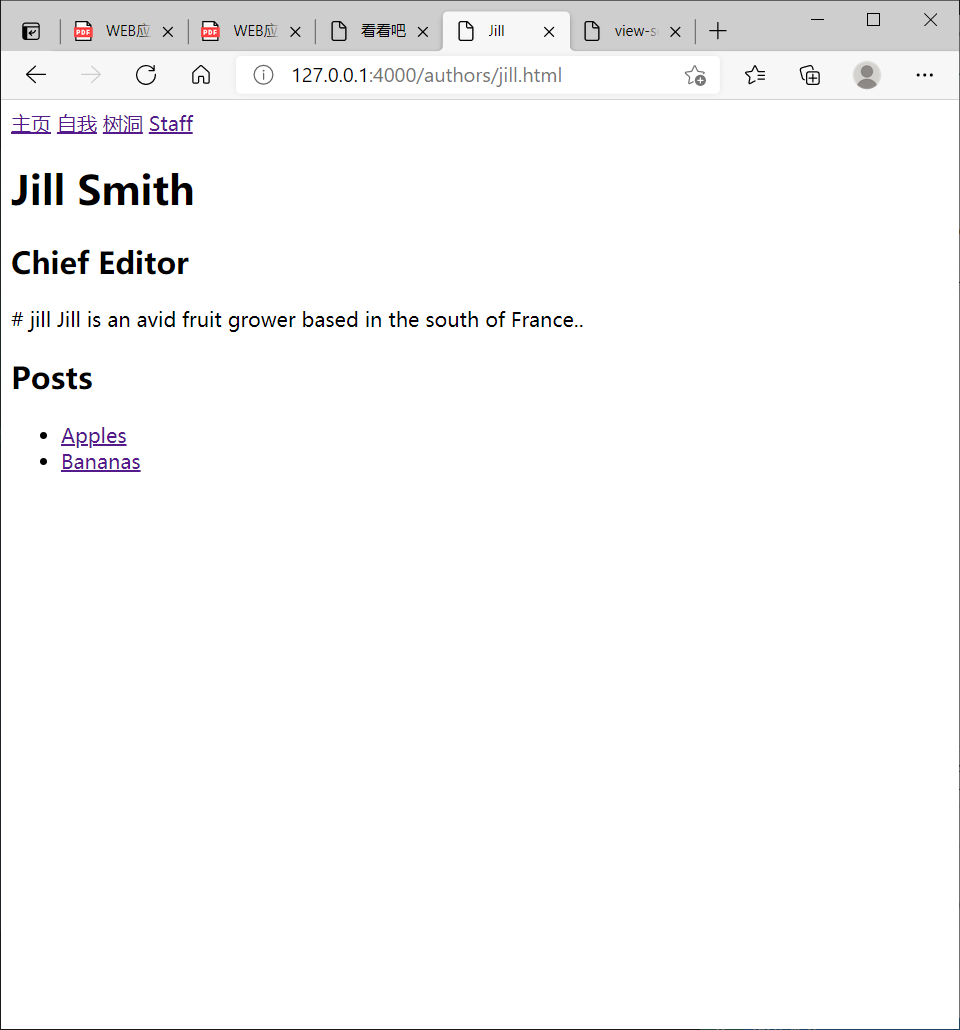 WEB应 WEB应 看看吧 Jill view-s
127.0.0.1:4000/authors/jill.html
主页 自我 树洞 Staff
Jill Smith
Chief Editor
# jill Jill is an avid fruit grower based in the south of France..
Posts
Apples
Bananas